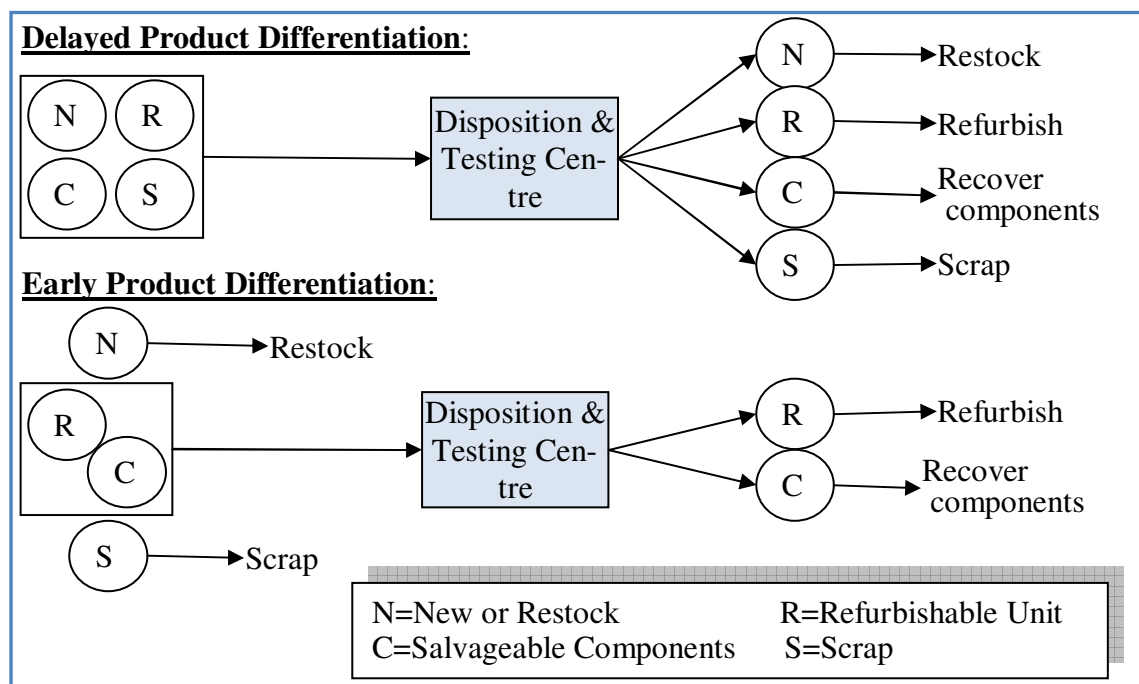 Delayed Product Differentiation:
N R
C S
Disposition &
Testing Cen-
tre
N Restock
R Refurbish
C Recover
components
S Scrap
Early Product Differentiation:
N Restock
R
C
Disposition &
Testing Cen-
tre
R Refurbish
C Recover
components
S Scrap
N=New or Restock R=Refurbishable Unit
C=Salvageable Components S=Scrap